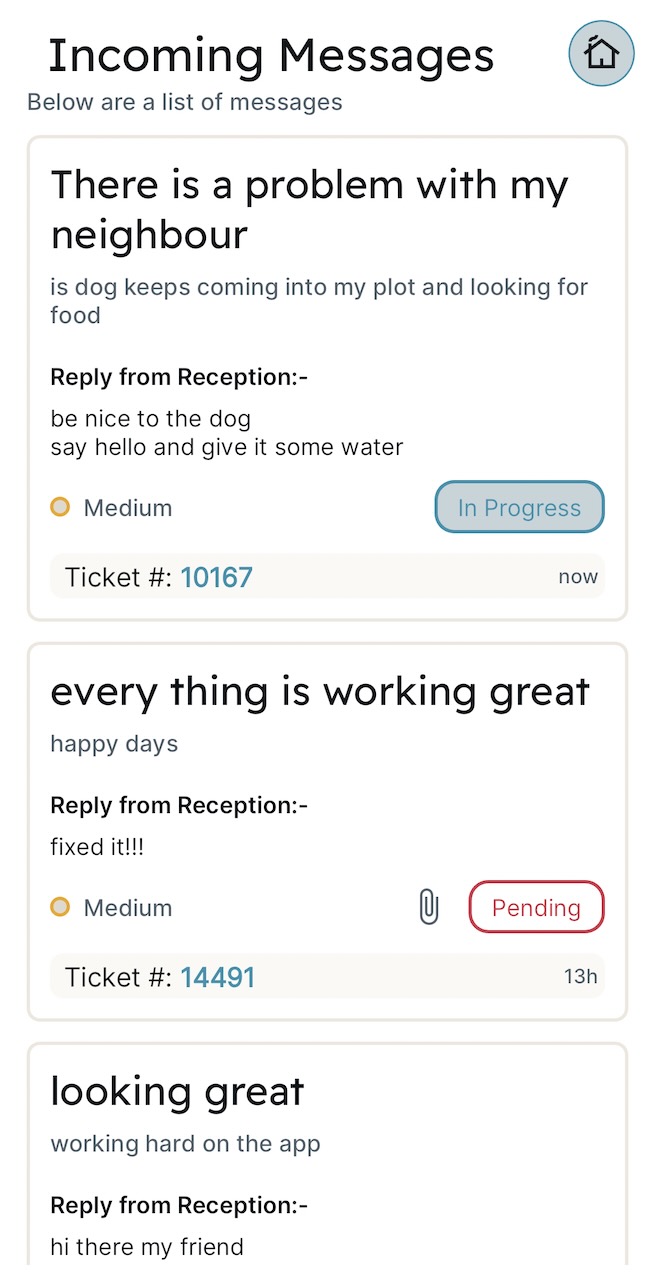 Incoming Messages
Below are a list of messages
There is a problem with my
neighbour
is dog keeps coming into my plot and looking for
food
Reply from Reception:-
be nice to the dog
say hello and give it some water
Medium
In Progress
Ticket #: 10167
now
every thing is working great
happy days
Reply from Reception:-
fixed it!!!
Medium
Pending
Ticket #: 14491
13h
looking great
working hard on the app
Reply from Reception:-
hi there my friend